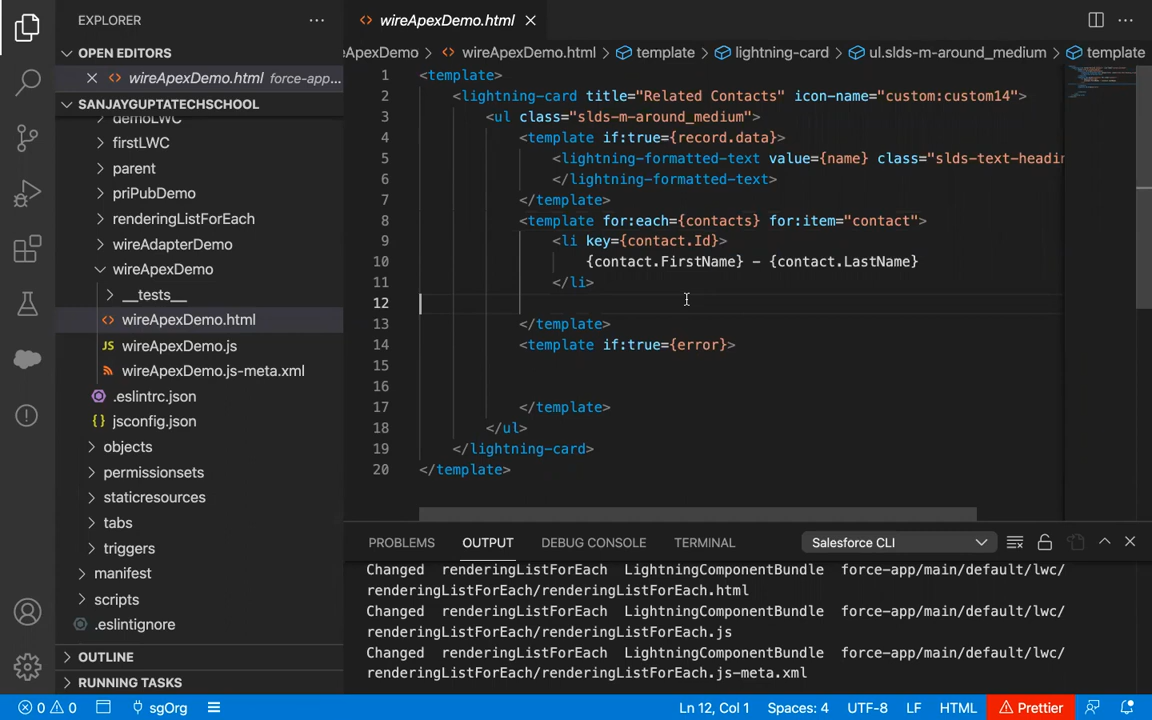 EXPLORER
OPEN EDITORS
wireApexDemo.html force-app...
SANJAYGUPTATECHSCHOOL
demoLWC
firstLWC
parent
priPubDemo
renderingListForEach
wireAdapterDemo
wireApexDemo
__tests__
wireApexDemo.html
JS wireApexDemo.js
wireApexDemo.js-meta.xml
.eslintrc.json
{} jsconfig.json
objects
permissionsets
staticresources
tabs
triggers
manifest
scripts
.eslintignore
OUTLINE
RUNNING TASKS
wireApexDemo.html
eApexDemo > wireApexDemo.html > template > lightning-card > ul.slds-m-around_medium > template
1 <template>
2 <lightning-card title="Related Contacts" icon-name="custom:custom14">
3 <ul class="slds-m-around_medium">
4 <template if:true={record.data}>
5 <lightning-formatted-text value={name} class="slds-text-headin
6 </lightning-formatted-text>
7 </template>
8 <template for:each={contacts} for:item="contact">
9 <li key={contact.Id}>
10 {contact.FirstName} - {contact.LastName}
11 </li>
12
13 </template>
14 <template if:true={error}>
15
16
17 </template>
18 </ul>
19 </lightning-card>
20 </template>
PROBLEMS OUTPUT DEBUG CONSOLE TERMINAL Salesforce CLI
Changed renderingListForEach LightningComponentBundle force-app/main/default/lwc/
renderingListForEach/renderingListForEach.html
Changed renderingListForEach LightningComponentBundle force-app/main/default/lwc/
renderingListForEach/renderingListForEach.js
Changed renderingListForEach LightningComponentBundle force-app/main/default/lwc/
renderingListForEach/renderingListForEach.js-meta.xml
0 0 sgOrg Ln 12, Col 1 Spaces: 4 UTF-8 LF HTML Prettier